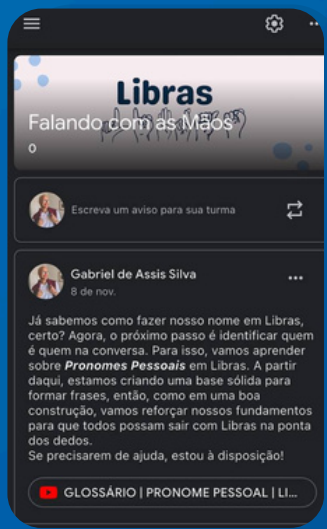 Libras
Falando com as Mãos
0
Escreva um aviso para sua turma
Gabriel de Assis Silva
8 de nov.
Já sabemos como fazer nosso nome em Libras,
certo? Agora, o próximo passo é identificar quem
é quem na conversa. Para isso, vamos aprender
sobre Pronomes Pessoais em Libras. A partir
daqui, estamos criando uma base sólida para
formar frases, então, como em uma boa
construção, vamos reforçar nossos fundamentos
para que todos possam sair com Libras na ponta
dos dedos.
Se precisarem de ajuda, estou à disposição!
GLOSSÁRIO | PRONOME PESSOAL | LI...